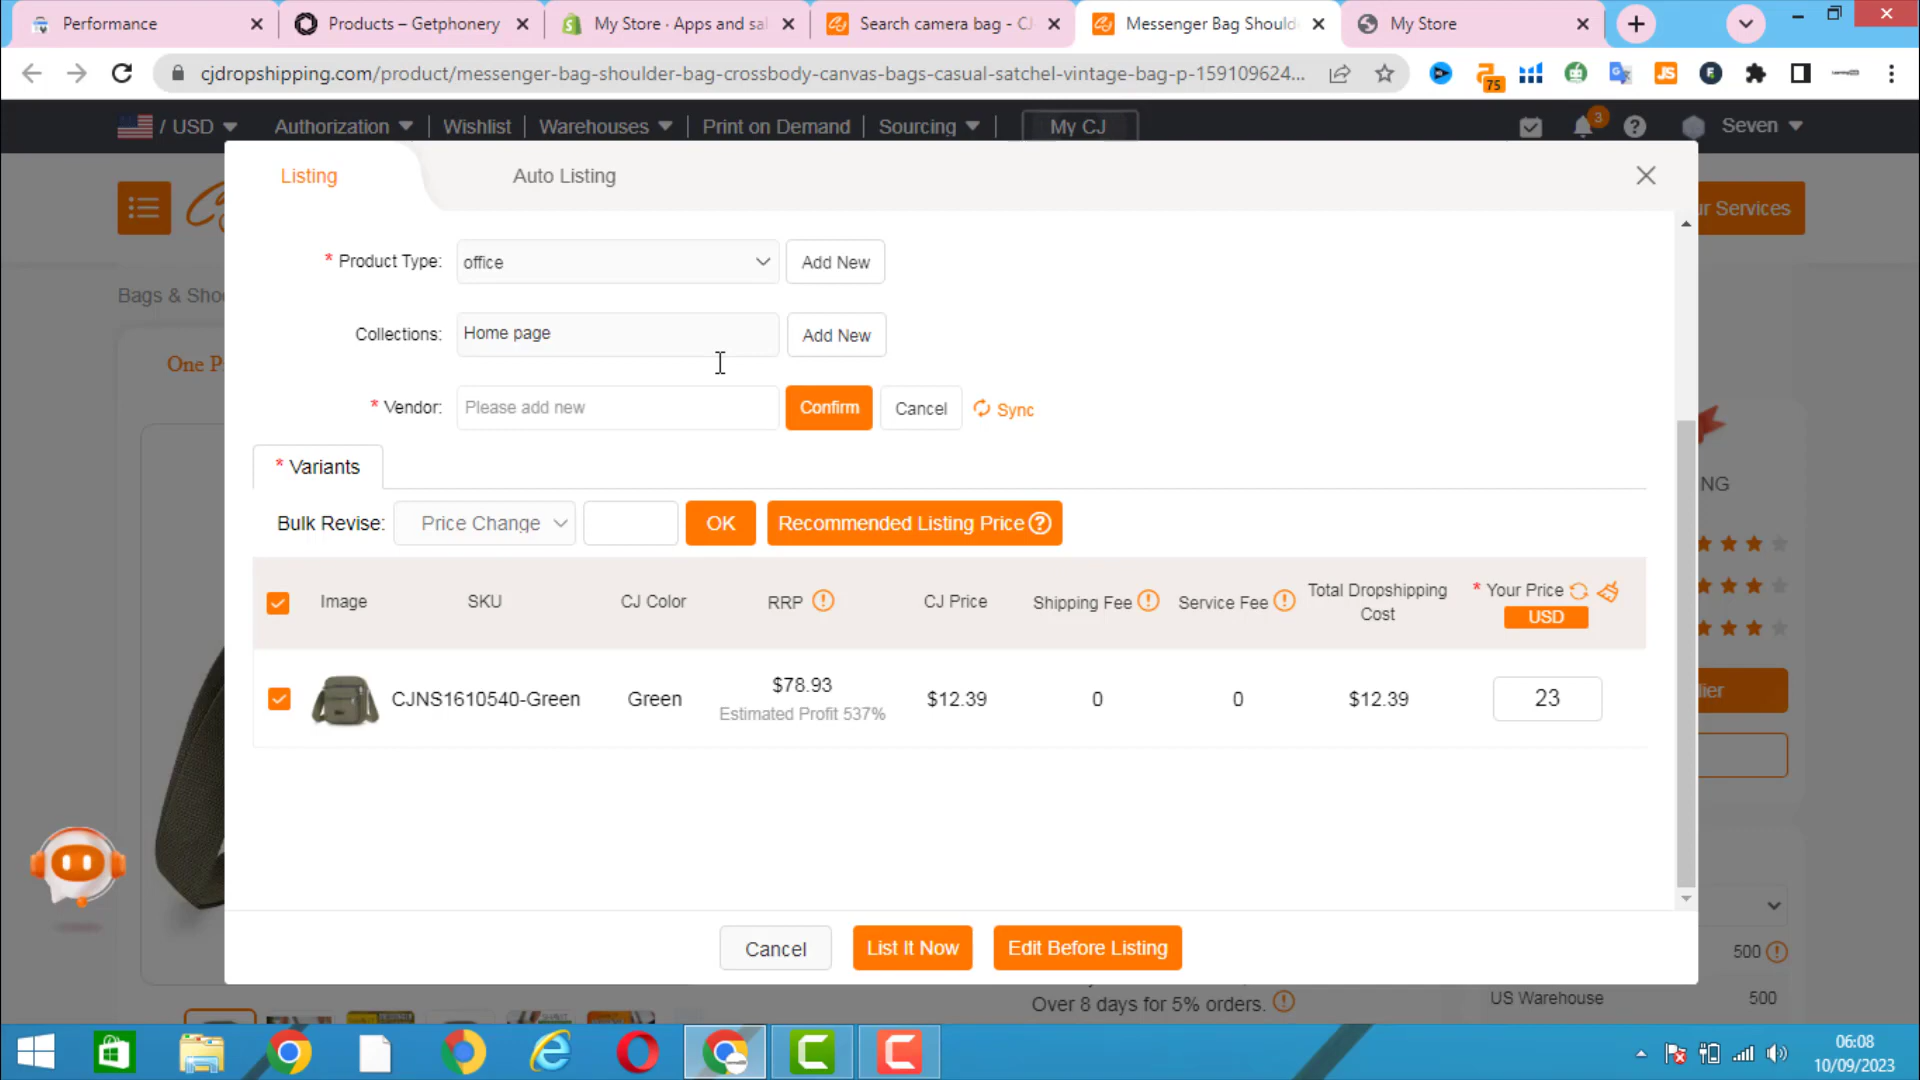 Performance
Products – Getphonery
My Store · Apps and sal
Search camera bag - CJ
Messenger Bag Should
My Store
cjdropshipping.com/product/messenger-bag-shoulder-bag-crossbody-canvas-bags-casual-satchel-vintage-bag-p-159109624...
75
JS
/ USD
Authorization
Wishlist
Warehouses
Print on Demand
Sourcing
My CJ
3
Seven
Listing
Auto Listing
ur Services
* Product Type:
office
Add New
Bags & Sho
Collections:
Home page
Add New
One P
* Vendor:
Please add new
Confirm
Cancel
Sync
* Variants
NG
Bulk Revise:
Price Change
OK
Recommended Listing Price
Image
SKU
CJ Color
RRP
CJ Price
Shipping Fee
Service Fee
Total Dropshipping
Cost
* Your Price
USD
CJNS1610540-Green
Green
$78.93
Estimated Profit 537%
$12.39
0
0
$12.39
23
lier
Cancel
List It Now
Edit Before Listing
500
US Warehouse
500
Over 8 days for 5% orders.
06:08
10/09/2023